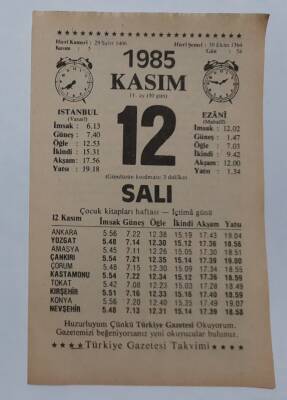 Hicrî Kamerî : 29 Safer 1406
Kasım : 5
Hicrî Şemsî : 30 Ekim 1364
Gün : 54
1985
KASIM
11. ay (30 gün)
12
İSTANBUL
(Vasatî)
İmsak : 6.13
Güneş : 7.40
Öğle : 12.53
İkindi : 15.31
Akşam : 17.56
Yatsı : 19.18
EZÂNÎ
(Mahallî)
İmsak : 12.02
Güneş : 1.47
Öğle : 7.03
İkindi : 9.42
Akşam : 12.00
Yatsı : 1.34
(Gündüzün kısalması: 3 dakika)
SALI
Çocuk kitapları haftası — İçtimâ günü
12 Kasım İmsak Güneş Öğle İkindi Akşam Yatsı
ANKARA 5.56 7.22 12.38 15.19 17.43 19.04
YOZGAT 5.48 7.14 12.30 15.12 17.36 18.56
AMASYA 5.45 7.11 12.26 15.05 17.30 18.51
ÇANKIRI 5.54 7.21 12.35 15.14 17.39 19.00
ÇORUM 5.48 7.15 12.30 15.09 17.34 18.55
KASTAMONU 5.54 7.22 12.34 15.12 17.36 18.59
TOKAT 5.42 7.08 12.23 15.03 17.28 18.49
KIRŞEHİR 5.51 7.16 12.33 15.16 17.40 18.59
KONYA 5.56 7.20 12.40 15.25 17.49 19.07
NEVŞEHİR 5.48 7.13 12.31 15.14 17.39 18.58
Huzurluyum Çünkü Türkiye Gazetesi Okuyorum.
Gazetemizi beğeniyorsanız yeni okuyucular bulunuz.
Türkiye Gazetesi Takvimi